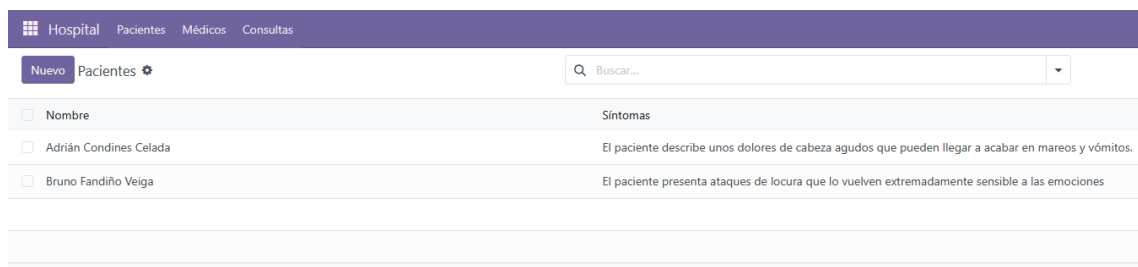 Hospital Pacientes Médicos Consultas
Nuevo Pacientes Buscar...
Nombre Síntomas
Adrián Condines Celada El paciente describe unos dolores de cabeza agudos que pueden llegar a acabar en mareos y vómitos.
Bruno Fandiño Veiga El paciente presenta ataques de locura que lo vuelven extremadamente sensible a las emociones